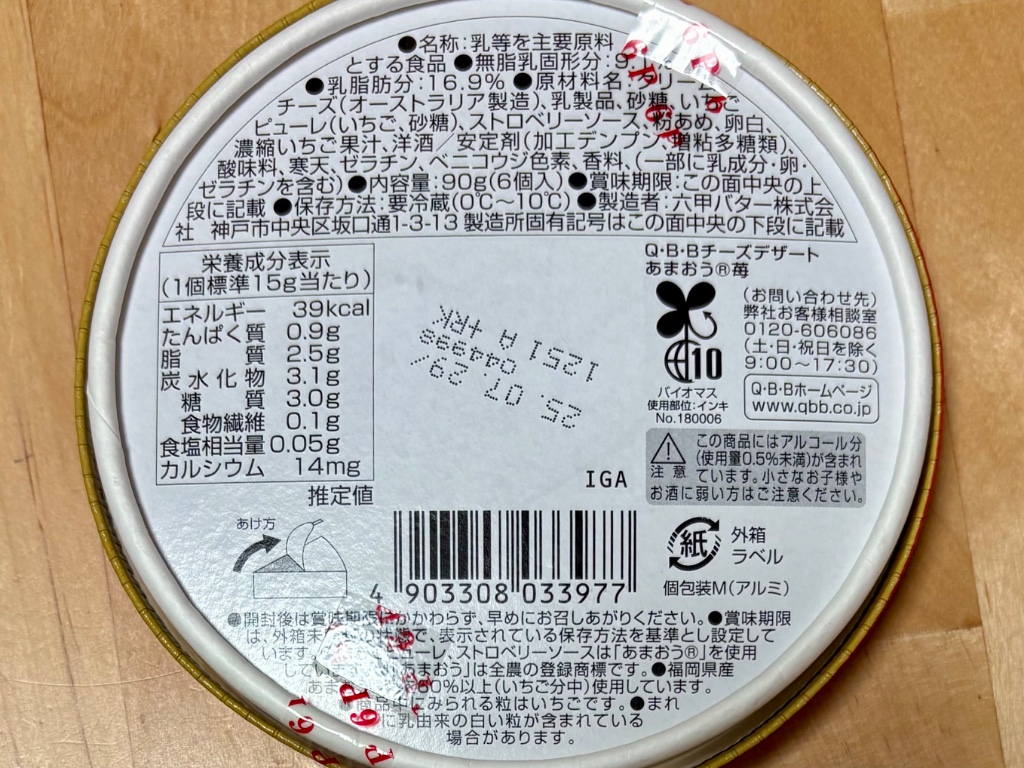 ●名称:乳等を主要原料
とする食品 ●無脂乳固形分:9.
●乳脂肪分:16.9% ●原材料名:クリーム
チーズ(オーストラリア製造)、乳製品、砂糖、いちご
ピューレ(いちご、砂糖)、ストロベリーソース、粉あめ、卵白、
濃縮いちご果汁、洋酒/安定剤(加工デンプン、増粘多糖類)、
酸味料、寒天、ゼラチン、ベニコウジ色素、香料、(一部に乳成分・卵・
ゼラチンを含む) ●内容量:90g(6個入) ●賞味期限:この面中央の上
段に記載 ●保存方法:要冷蔵(0℃〜10℃) ●製造者:六甲バター株式会
社 神戸市中央区坂口通1-3-13 製造所固有記号はこの面中央の下段に記載
栄養成分表示
(1個標準15g当たり)
エネルギー 39kcal
たんぱく質 0.9g
脂質 2.5g
炭水化物 3.1g
糖質 3.0g
食物繊維 0.1g
食塩相当量 0.05g
カルシウム 14mg
推定値
25. 07. 29/
044998
1251 A +RK
IGA
Q・B・Bチーズデザート
あまおう®苺
10
バイオマス
使用部位:インキ
No.180006
(お問い合わせ先)
弊社お客様相談室
0120-606086
(土・日・祝日を除く
9:00〜17:30)
Q・B・Bホームページ
www.qbb.co.jp
注意
この商品にはアルコール分
(使用量0.5%未満)が含まれ
ています。小さなお子様や
お酒に弱い方はご注意ください。
あけ方
4 903308 033977
紙
外箱
ラベル
個包装M(アルミ)
●開封後は賞味期限にかかわらず、早めにお召しあがりください。●賞味期限
は、外箱未で、表示されている保存方法を基準とし設定して
います。ピューレ、ストロベリーソースは「あまおう®」を使用
しています。「あまおう」は全農の登録商標です。●福岡県産
あま60%以上(いちご分中)使用しています。
●商品中にみられる粒はいちごです。●まれ
に乳由来の白い粒が含まれている
場合があります。